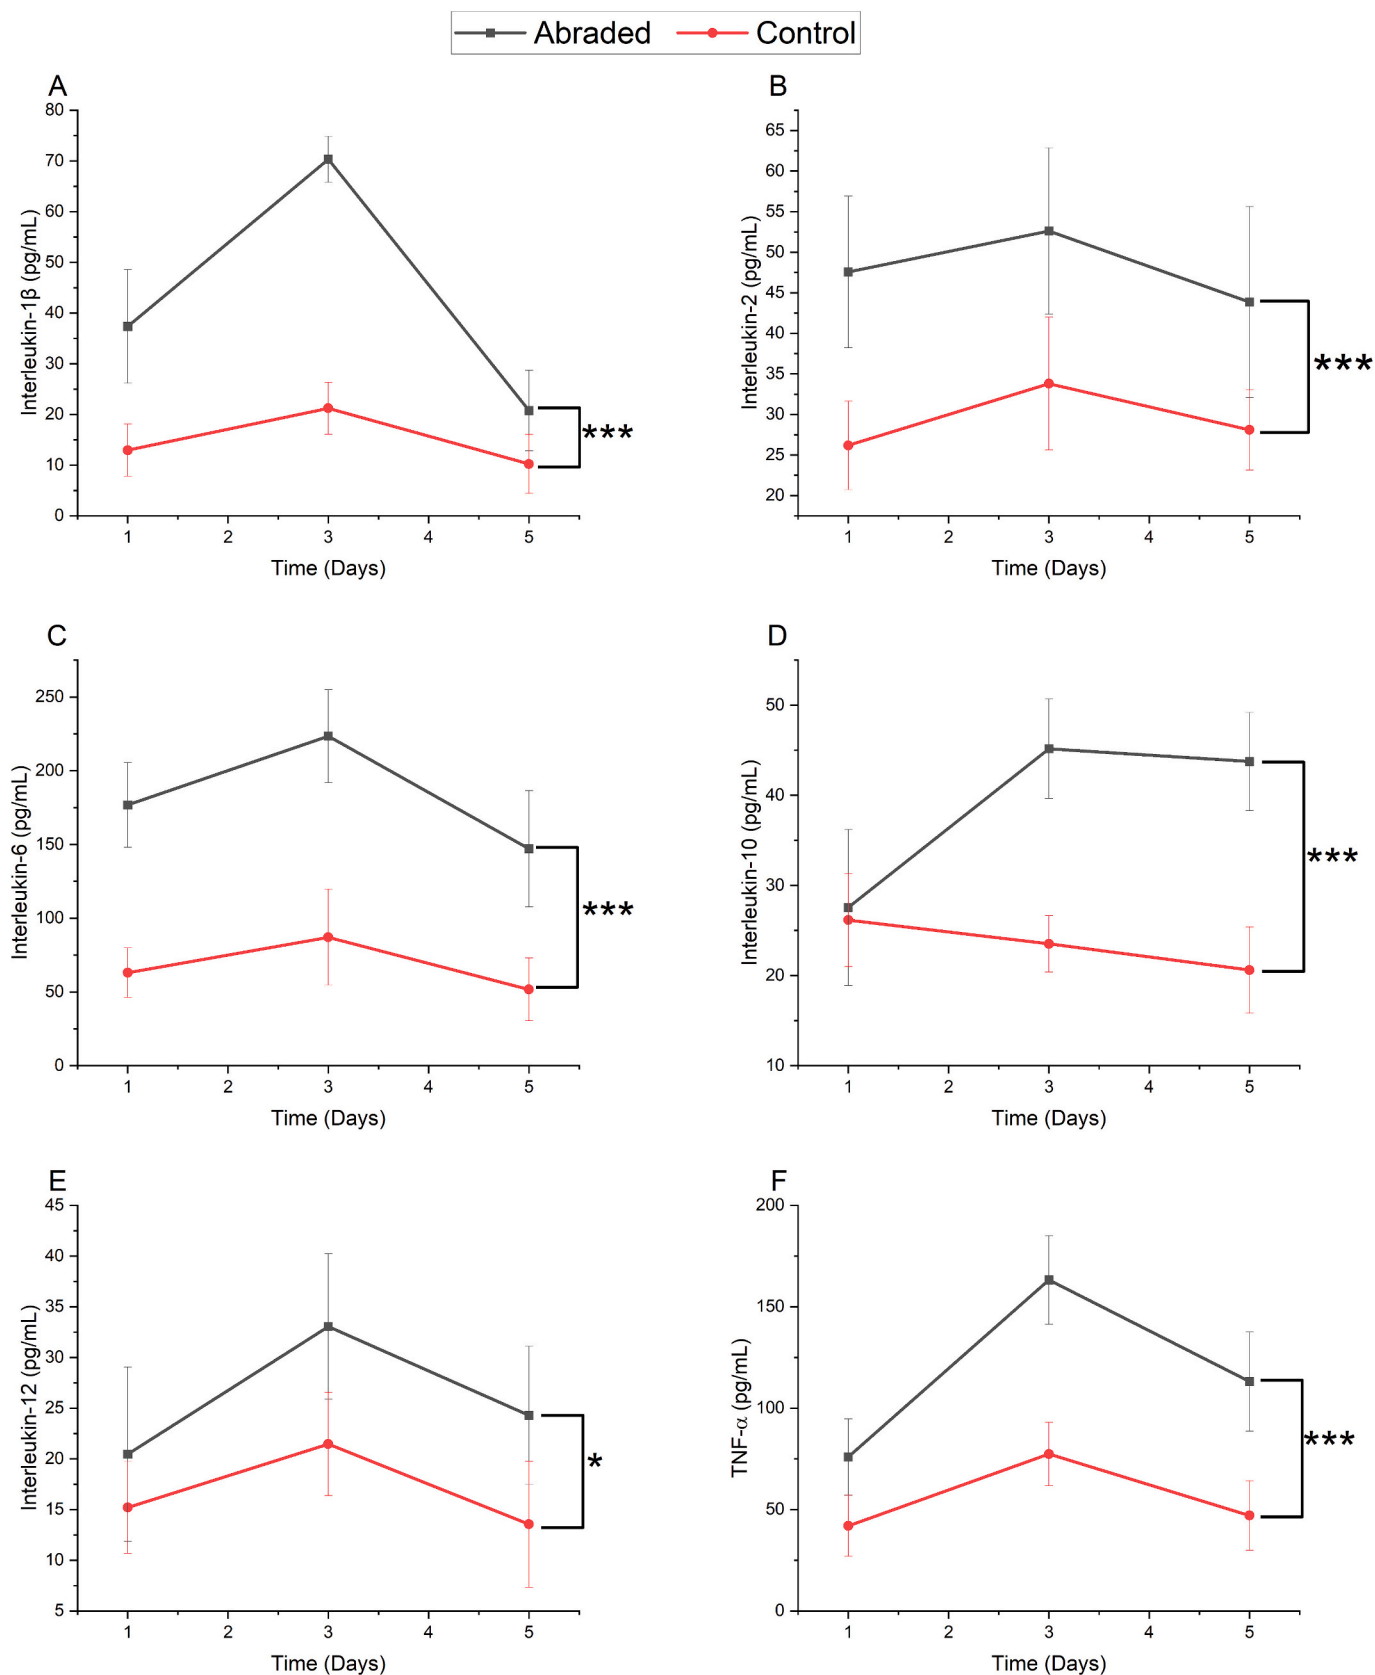 Abraded Control
A
80
70
60
50
40
30
20
10
0
Interleukin-1β (pg/mL)
***
1 2 3 4 5
Time (Days)
B
65
60
55
50
45
40
35
30
25
20
Interleukin-2 (pg/mL)
***
1 2 3 4 5
Time (Days)
C
250
200
150
100
50
0
Interleukin-6 (pg/mL)
***
1 2 3 4 5
Time (Days)
D
50
40
30
20
10
Interleukin-10 (pg/mL)
***
1 2 3 4 5
Time (Days)
E
45
40
35
30
25
20
15
10
5
Interleukin-12 (pg/mL)
*
1 2 3 4 5
Time (Days)
F
200
150
100
50
0
TNF-α (pg/mL)
***
1 2 3 4 5
Time (Days)